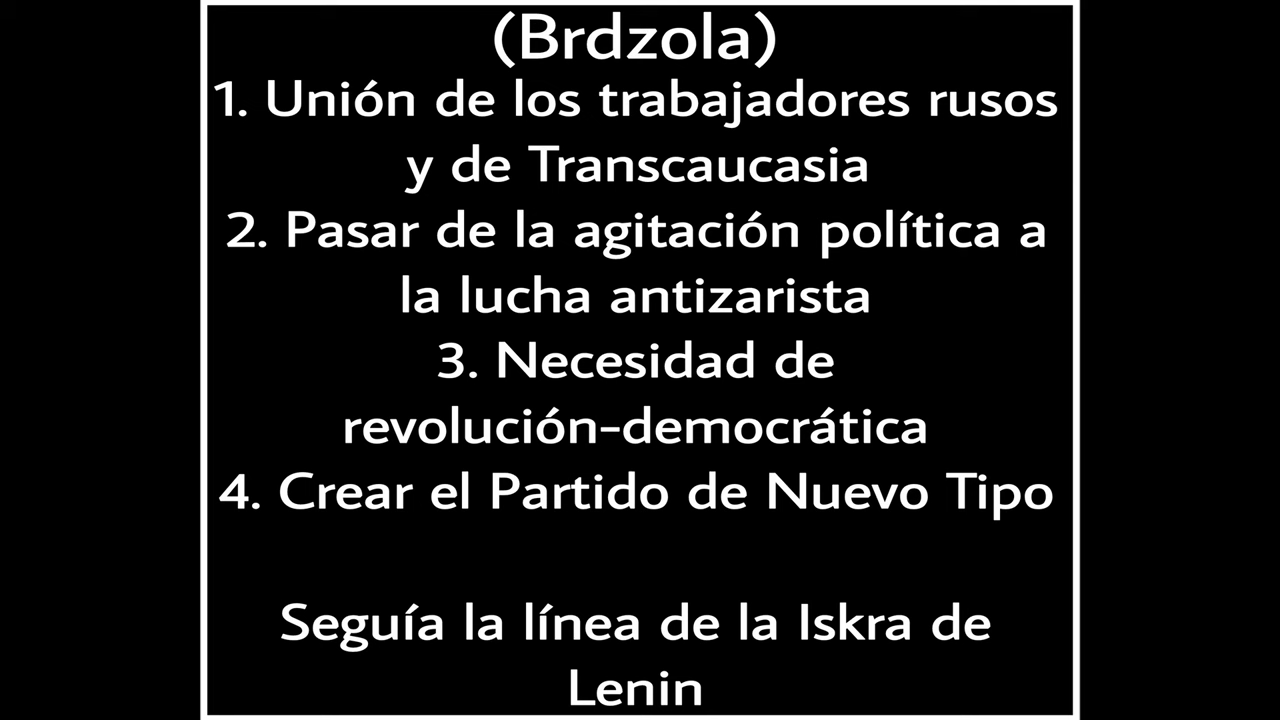 (Brdzola)
1. Unión de los trabajadores rusos
y de Transcaucasia
2. Pasar de la agitación política a
la lucha antizarista
3. Necesidad de
revolución-democrática
4. Crear el Partido de Nuevo Tipo
Seguía la línea de la Iskra de
Lenin